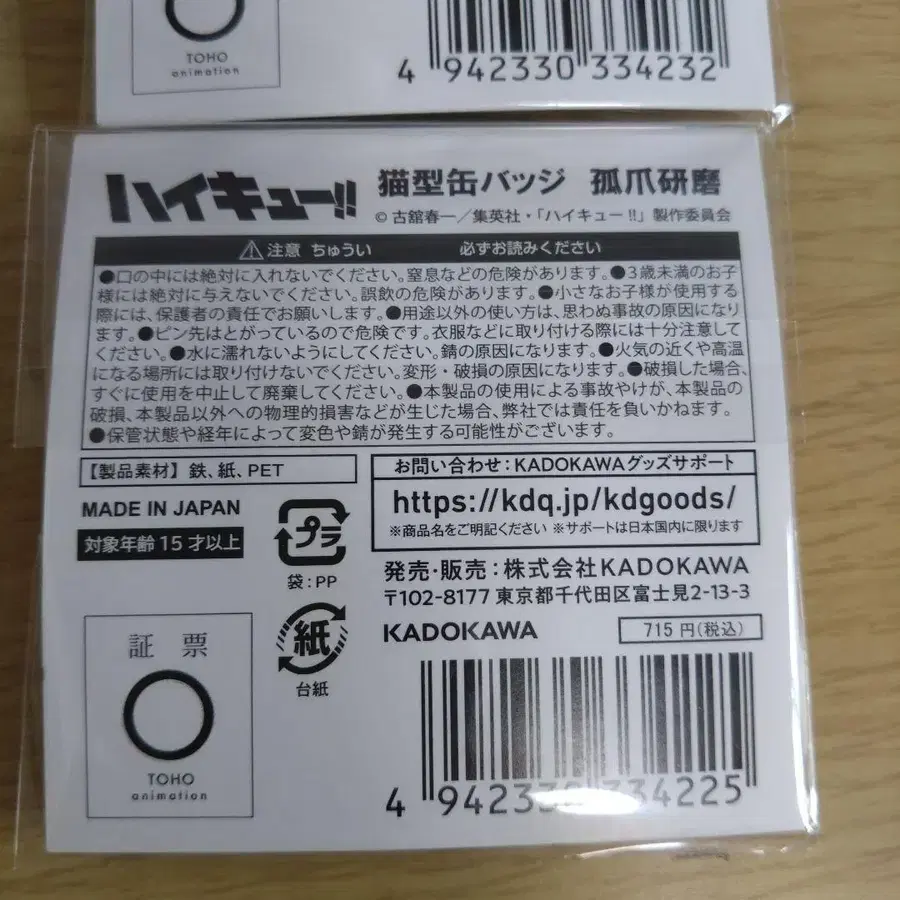 TOHO
animation
4 942330 334232
ハイキュー!! 猫型缶バッジ 孤爪研磨
© 古舘春一／集英社・「ハイキュー!!」製作委員会
注意 ちゅうい 必ずお読みください
●口の中には絶対に入れないでください。窒息などの危険があります。●3歳未満のお子
様には絶対に与えないでください。誤飲の危険があります。●小さなお子様が使用する
際には、保護者の責任でお願いします。●用途以外の使い方は、思わぬ事故の原因になり
ます。●ピン先はとがっているので危険です。衣服などに取り付ける際には十分注意して
ください。●水に濡れないようにしてください。錆の原因になります。●火気の近くや高温
になる場所には取り付けないでください。変形・破損の原因になります。●破損した場合、
すぐに使用を中止して廃棄してください。●本製品の使用による事故やけが、本製品の
破損、本製品以外への物理的損害などが生じた場合、弊社では責任を負いかねます。
●保管状態や経年によって変色や錆が発生する可能性がございます。
【製品素材】鉄、紙、PET
MADE IN JAPAN
対象年齢15才以上
プラ
袋：PP
紙
台紙
お問い合わせ：KADOKAWAグッズサポート
https://kdq.jp/kdgoods/
※商品名をご明記ください ※サポートは日本国内に限ります
発売・販売：株式会社KADOKAWA
〒102-8177 東京都千代田区富士見2-13-3
KADOKAWA
715円(税込)
証票
TOHO
animation
4 942330 334225